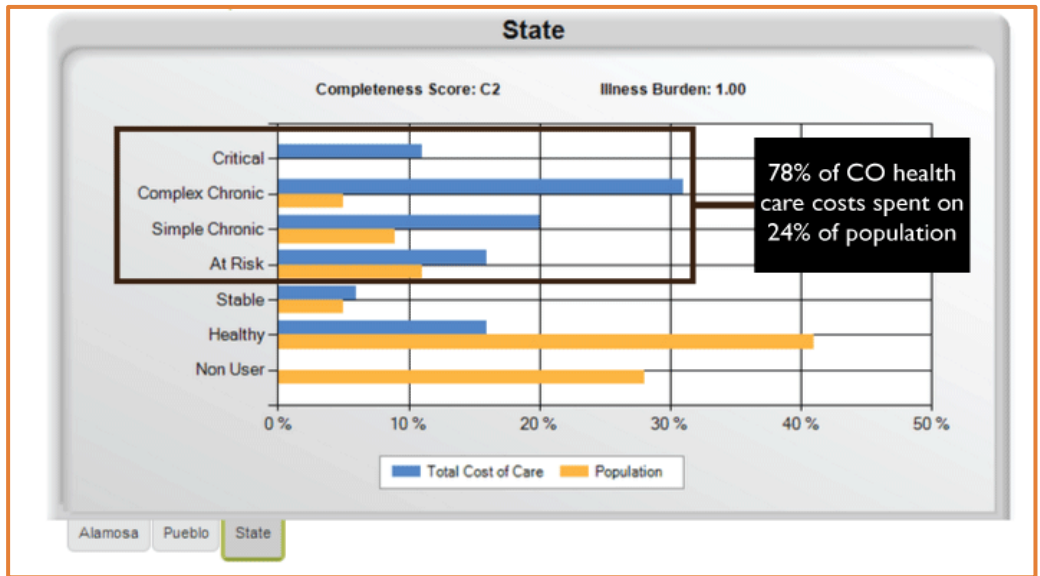 State
Completeness Score: C2 Illness Burden: 1.00
Critical
Complex Chronic
Simple Chronic
At Risk
Stable
Healthy
Non User
78% of CO health
care costs spent on
24% of population
0 % 10 % 20 % 30 % 40 % 50 %
Total Cost of Care Population
Alamosa Pueblo State